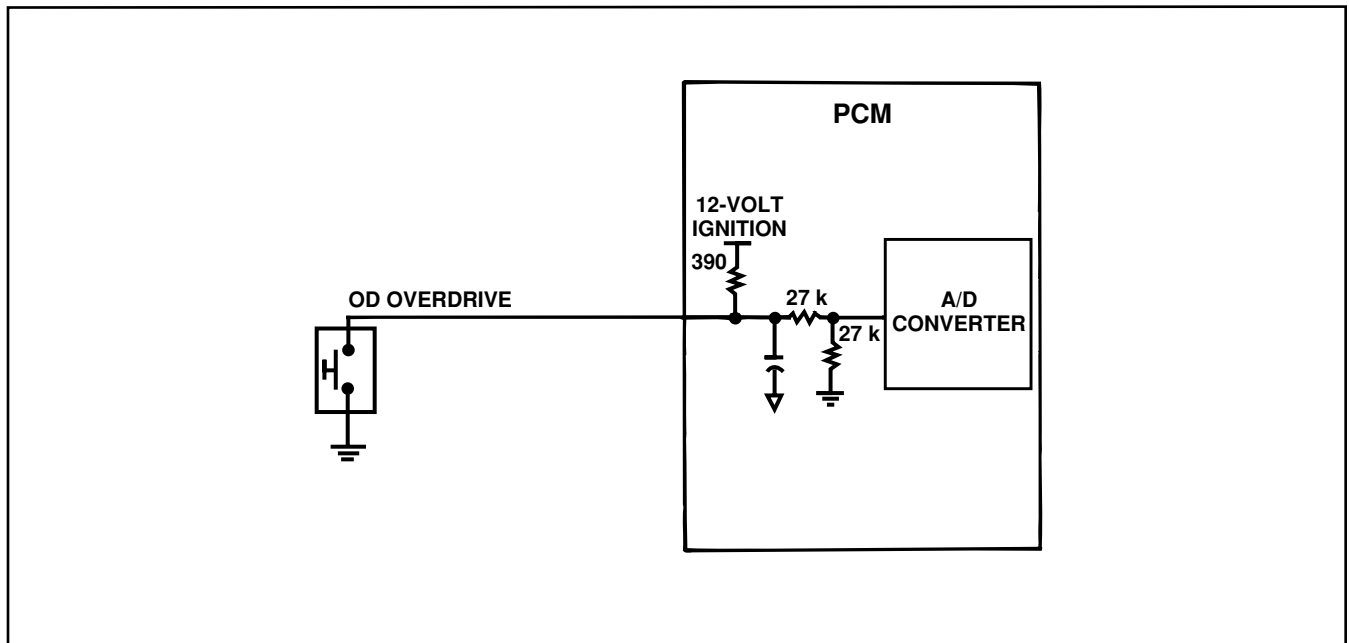 PCM
12-VOLT
IGNITION
390
OD OVERDRIVE
27 k
27 k
A/D
CONVERTER